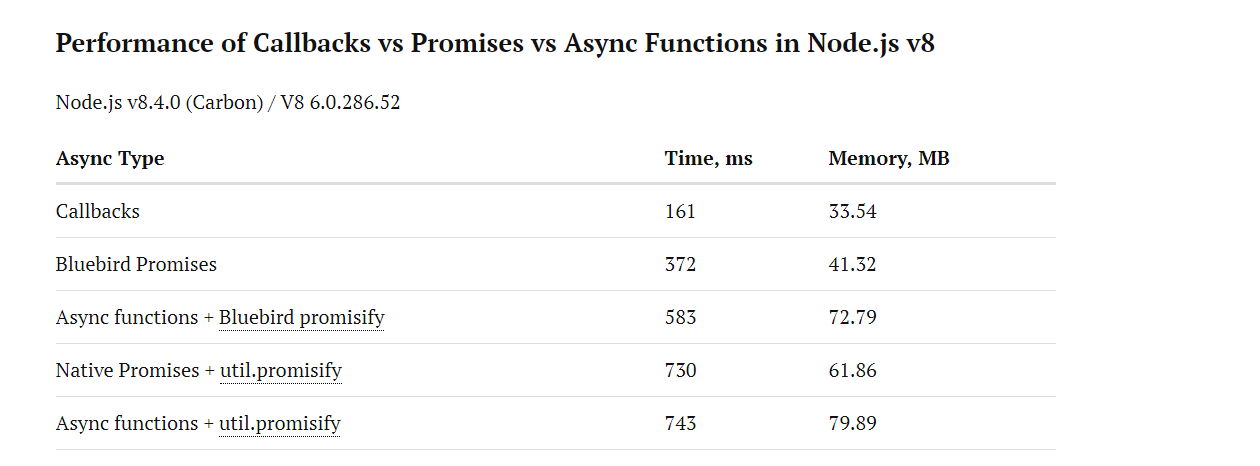 Performance of Callbacks vs Promises vs Async Functions in Node.js v8
Node.js v8.4.0 (Carbon) / V8 6.0.286.52
Async Type Time, ms Memory, MB
Callbacks 161 33.54
Bluebird Promises 372 41.32
Async functions + Bluebird promisify 583 72.79
Native Promises + util.promisify 730 61.86
Async functions + util.promisify 743 79.89